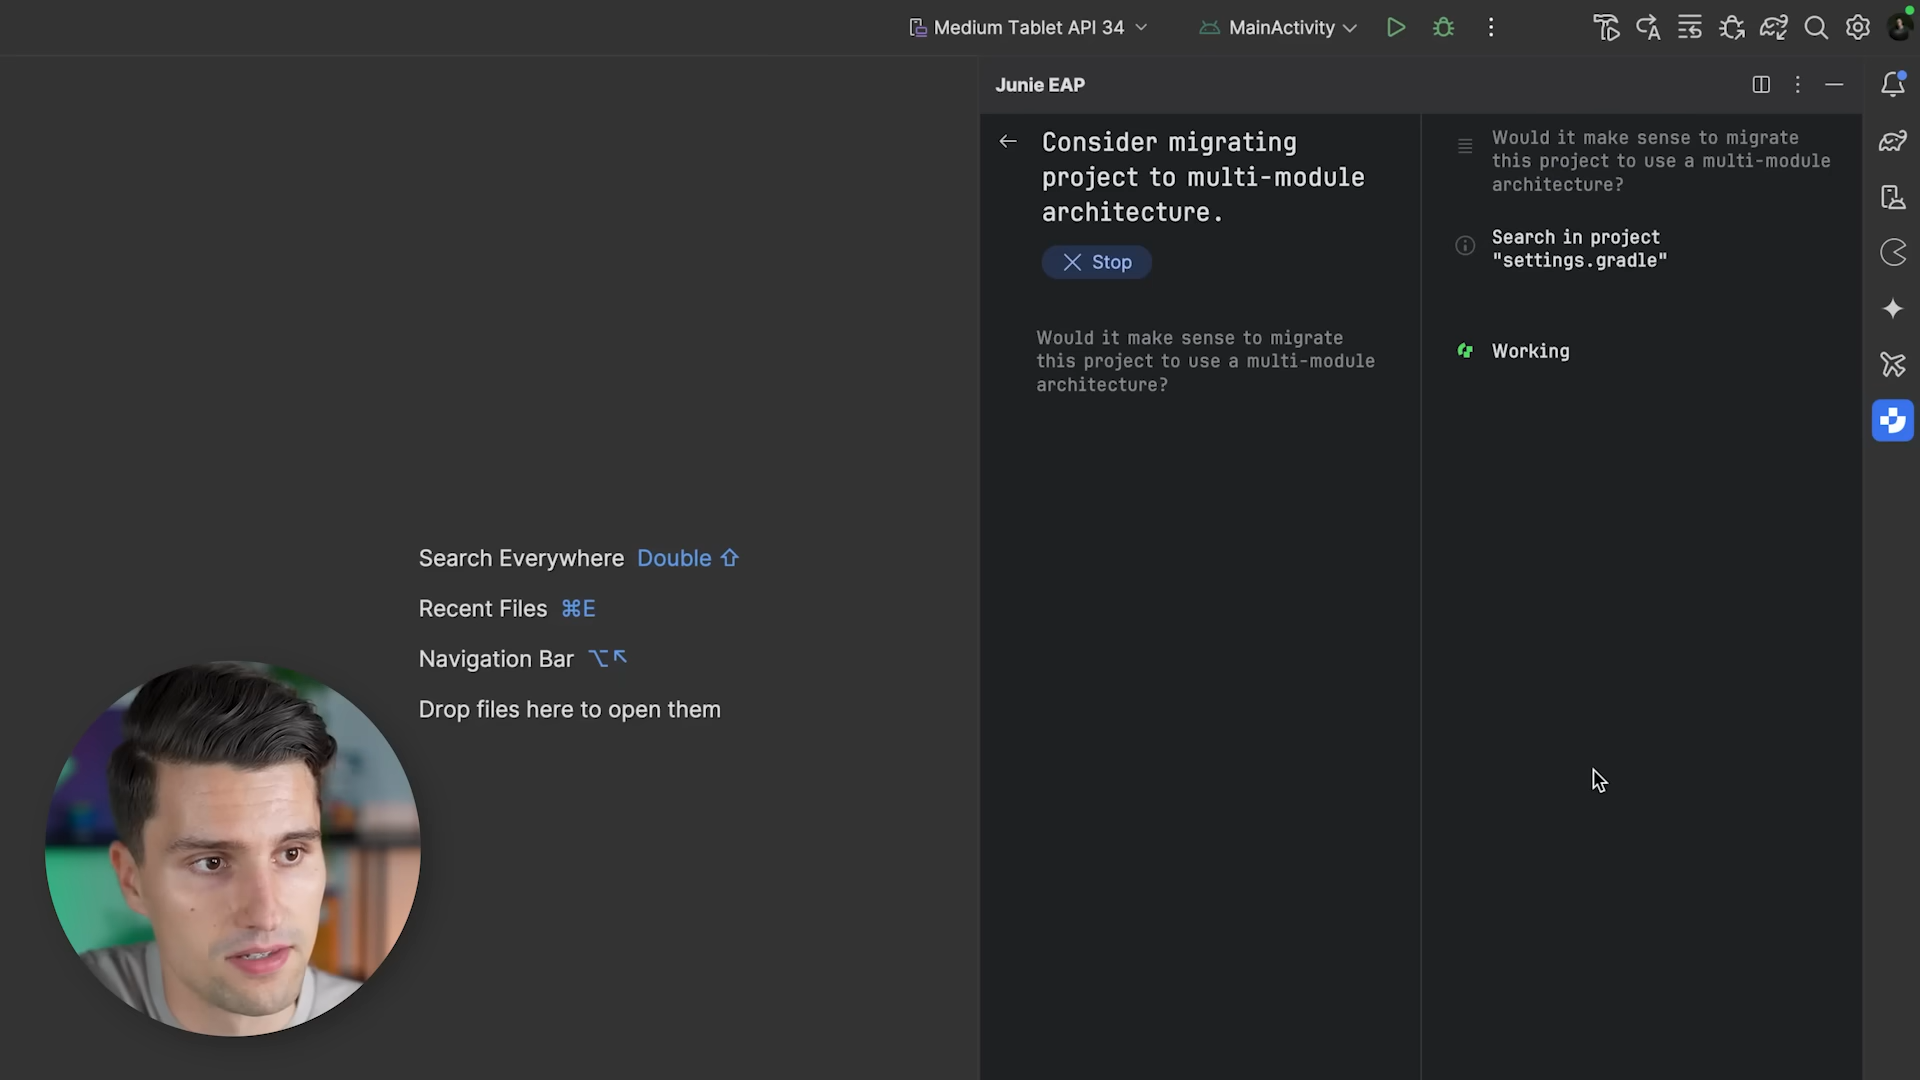 Medium Tablet API 34
MainActivity
Junie EAP
Consider migrating
project to multi-module
architecture.
Stop
Would it make sense to migrate
this project to use a multi-module
architecture?
Would it make sense to migrate
this project to use a multi-module
architecture?
Search in project
"settings.gradle"
Working
Search Everywhere Double ⇧
Recent Files ⌘E
Navigation Bar ⌥↖
Drop files here to open them